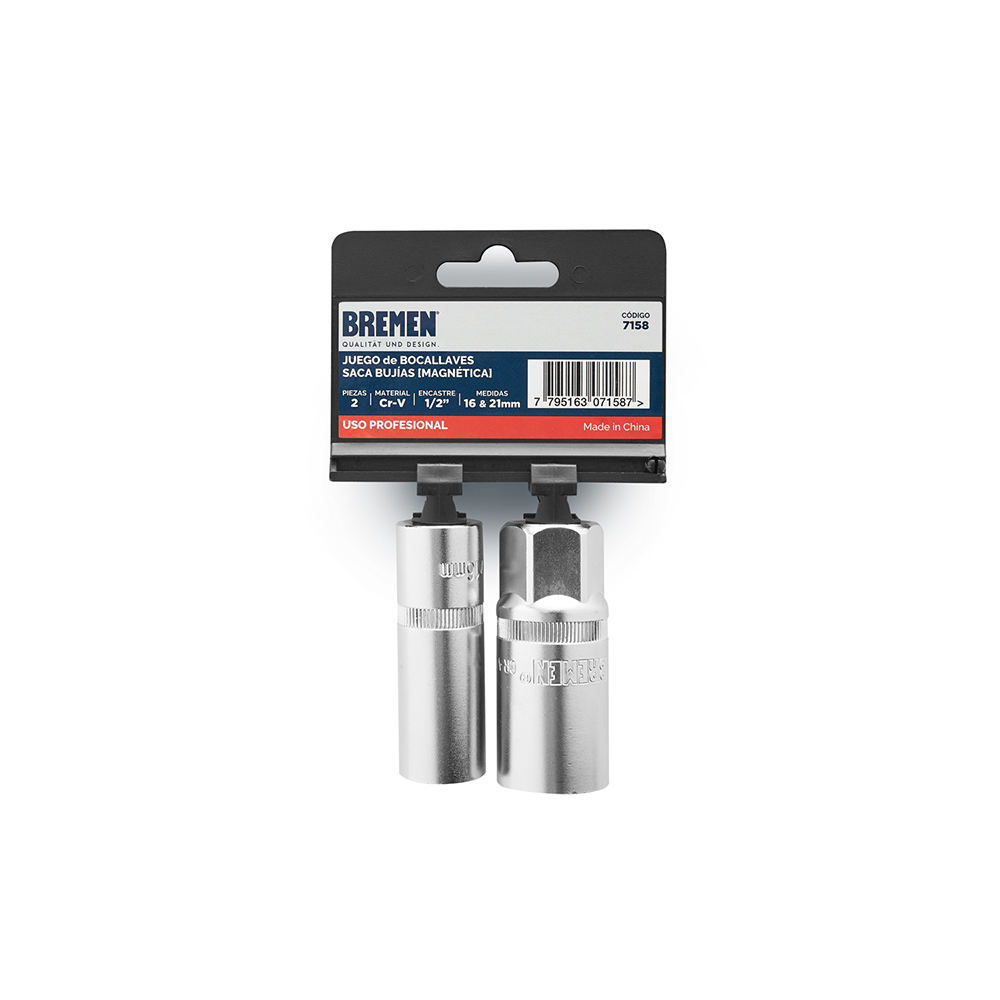 BREMEN®
QUALITÄT UND DESIGN.
CÓDIGO
7158
JUEGO de BOCALLAVES
SACA BUJÍAS [MAGNÉTICA]
PIEZAS
2
MATERIAL
Cr-V
ENCASTRE
1/2”
MEDIDAS
16 & 21mm
7 795163 071587 >
USO PROFESIONAL
Made in China
16mm
BREMEN® CR-